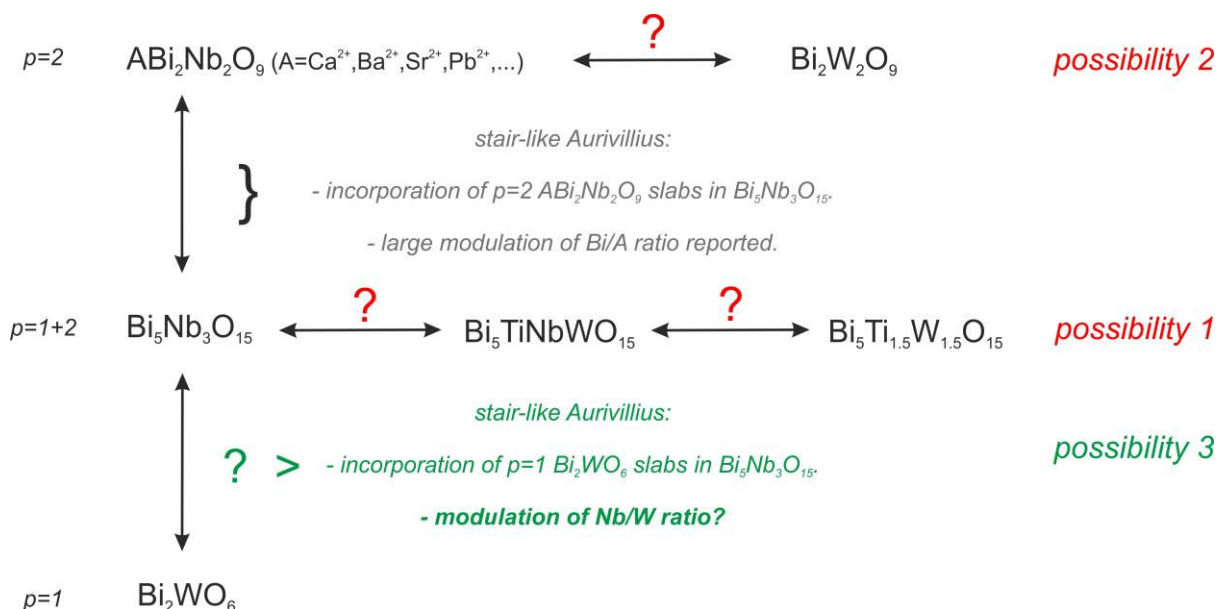 p=2 ABi₂Nb₂O₉ (A=Ca²⁺,Ba²⁺,Sr²⁺,Pb²⁺,...) ? Bi₂W₂O₉ possibility 2
stair-like Aurivillius:
} - incorporation of p=2 ABi₂Nb₂O₉ slabs in Bi₅Nb₃O₁₅.
- large modulation of Bi/A ratio reported.
p=1+2 Bi₅Nb₃O₁₅ ? Bi₅TiNbWO₁₅ ? Bi₅Ti₁.₅W₁.₅O₁₅ possibility 1
stair-like Aurivillius:
? > - incorporation of p=1 Bi₂WO₆ slabs in Bi₅Nb₃O₁₅. possibility 3
- modulation of Nb/W ratio?
p=1 Bi₂WO₆